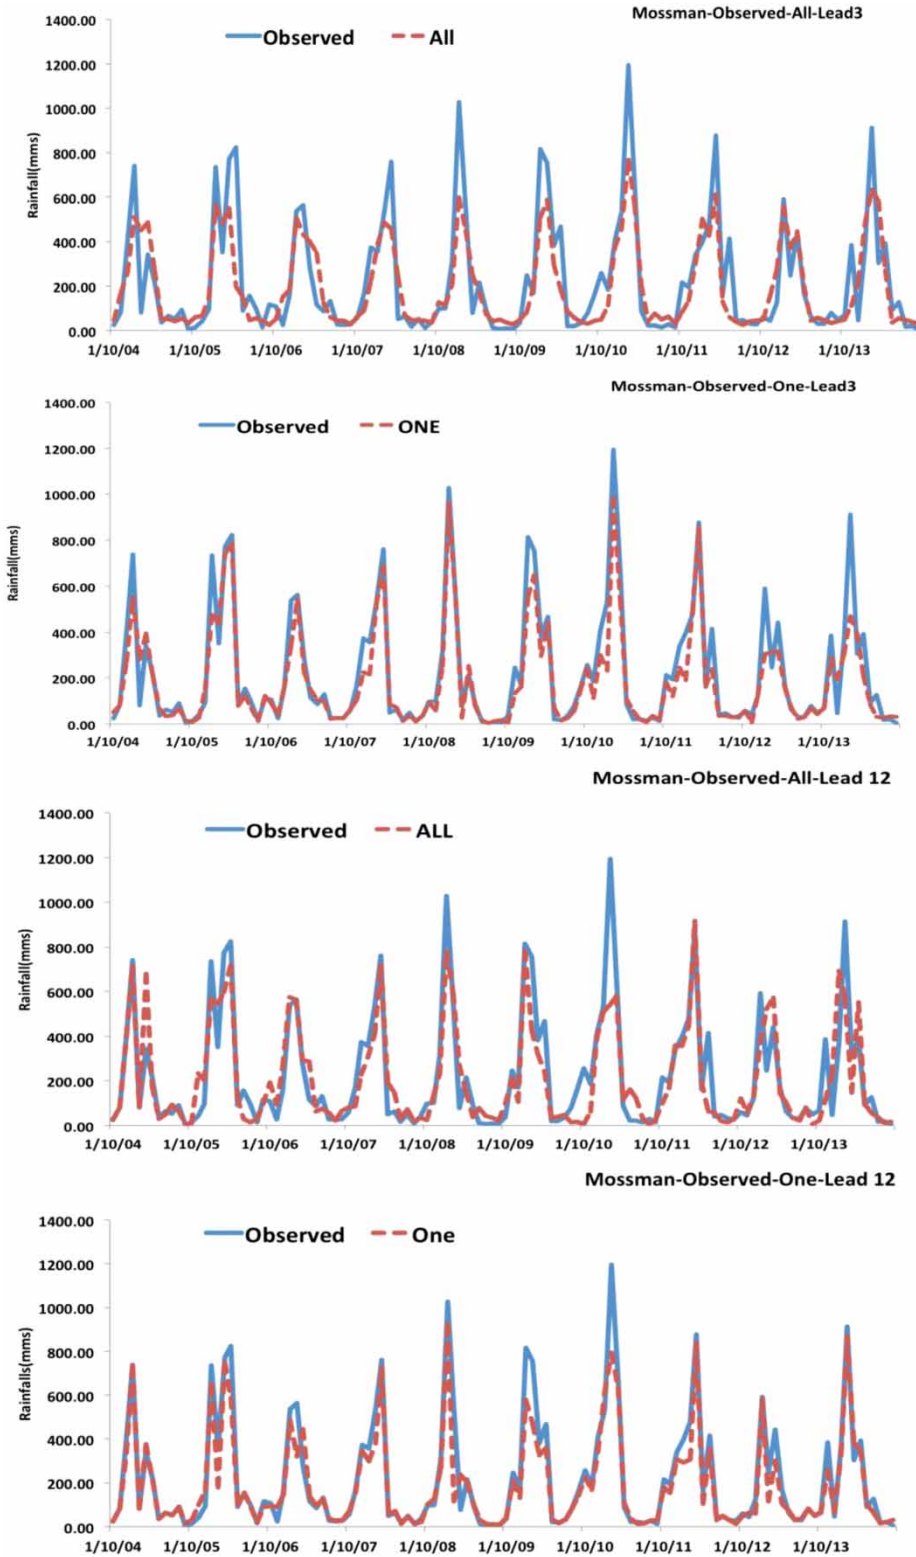 Mossman-Observed-All-Lead3
1400.00
Observed All
1200.00
1000.00
800.00
600.00
400.00
200.00
0.00
Rainfall(mms)
1/10/04 1/10/05 1/10/06 1/10/07 1/10/08 1/10/09 1/10/10 1/10/11 1/10/12 1/10/13
Mossman-Observed-One-Lead3
1400.00
Observed ONE
1200.00
1000.00
800.00
600.00
400.00
200.00
0.00
Rainfall(mms)
1/10/04 1/10/05 1/10/06 1/10/07 1/10/08 1/10/09 1/10/10 1/10/11 1/10/12 1/10/13
Mossman-Observed-All-Lead 12
1400.00
Observed ALL
1200.00
1000.00
800.00
600.00
400.00
200.00
0.00
Rainfall(mms)
1/10/04 1/10/05 1/10/06 1/10/07 1/10/08 1/10/09 1/10/10 1/10/11 1/10/12 1/10/13
Mossman-Observed-One-Lead 12
1400.00
Observed One
1200.00
1000.00
800.00
600.00
400.00
200.00
0.00
Rainfalls(mms)
1/10/04 1/10/05 1/10/06 1/10/07 1/10/08 1/10/09 1/10/10 1/10/11 1/10/12 1/10/13